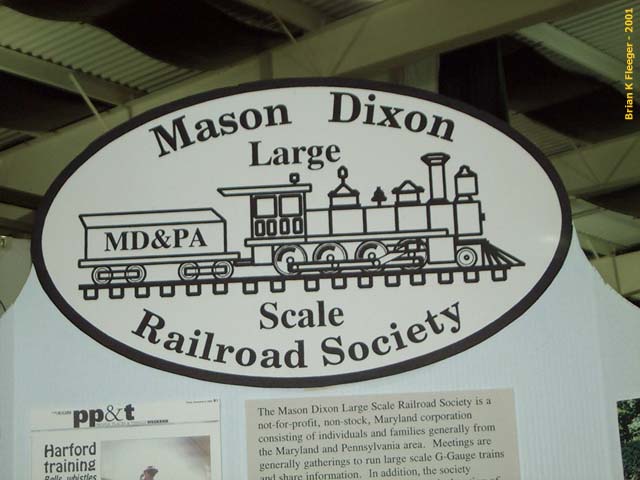 Brian K Fleeger - 2001
Mason Dixon
Large
MD&PA
Scale
Railroad Society
pp&t
WEEKEND
Harford
training
Bells, whistles
The Mason Dixon Large Scale Railroad Society is a
not-for-profit, non-stock, Maryland corporation
consisting of individuals and families generally from
the Maryland and Pennsylvania area. Meetings are
generally gatherings to run large scale G-Gauge trains
and share information. In addition, the society